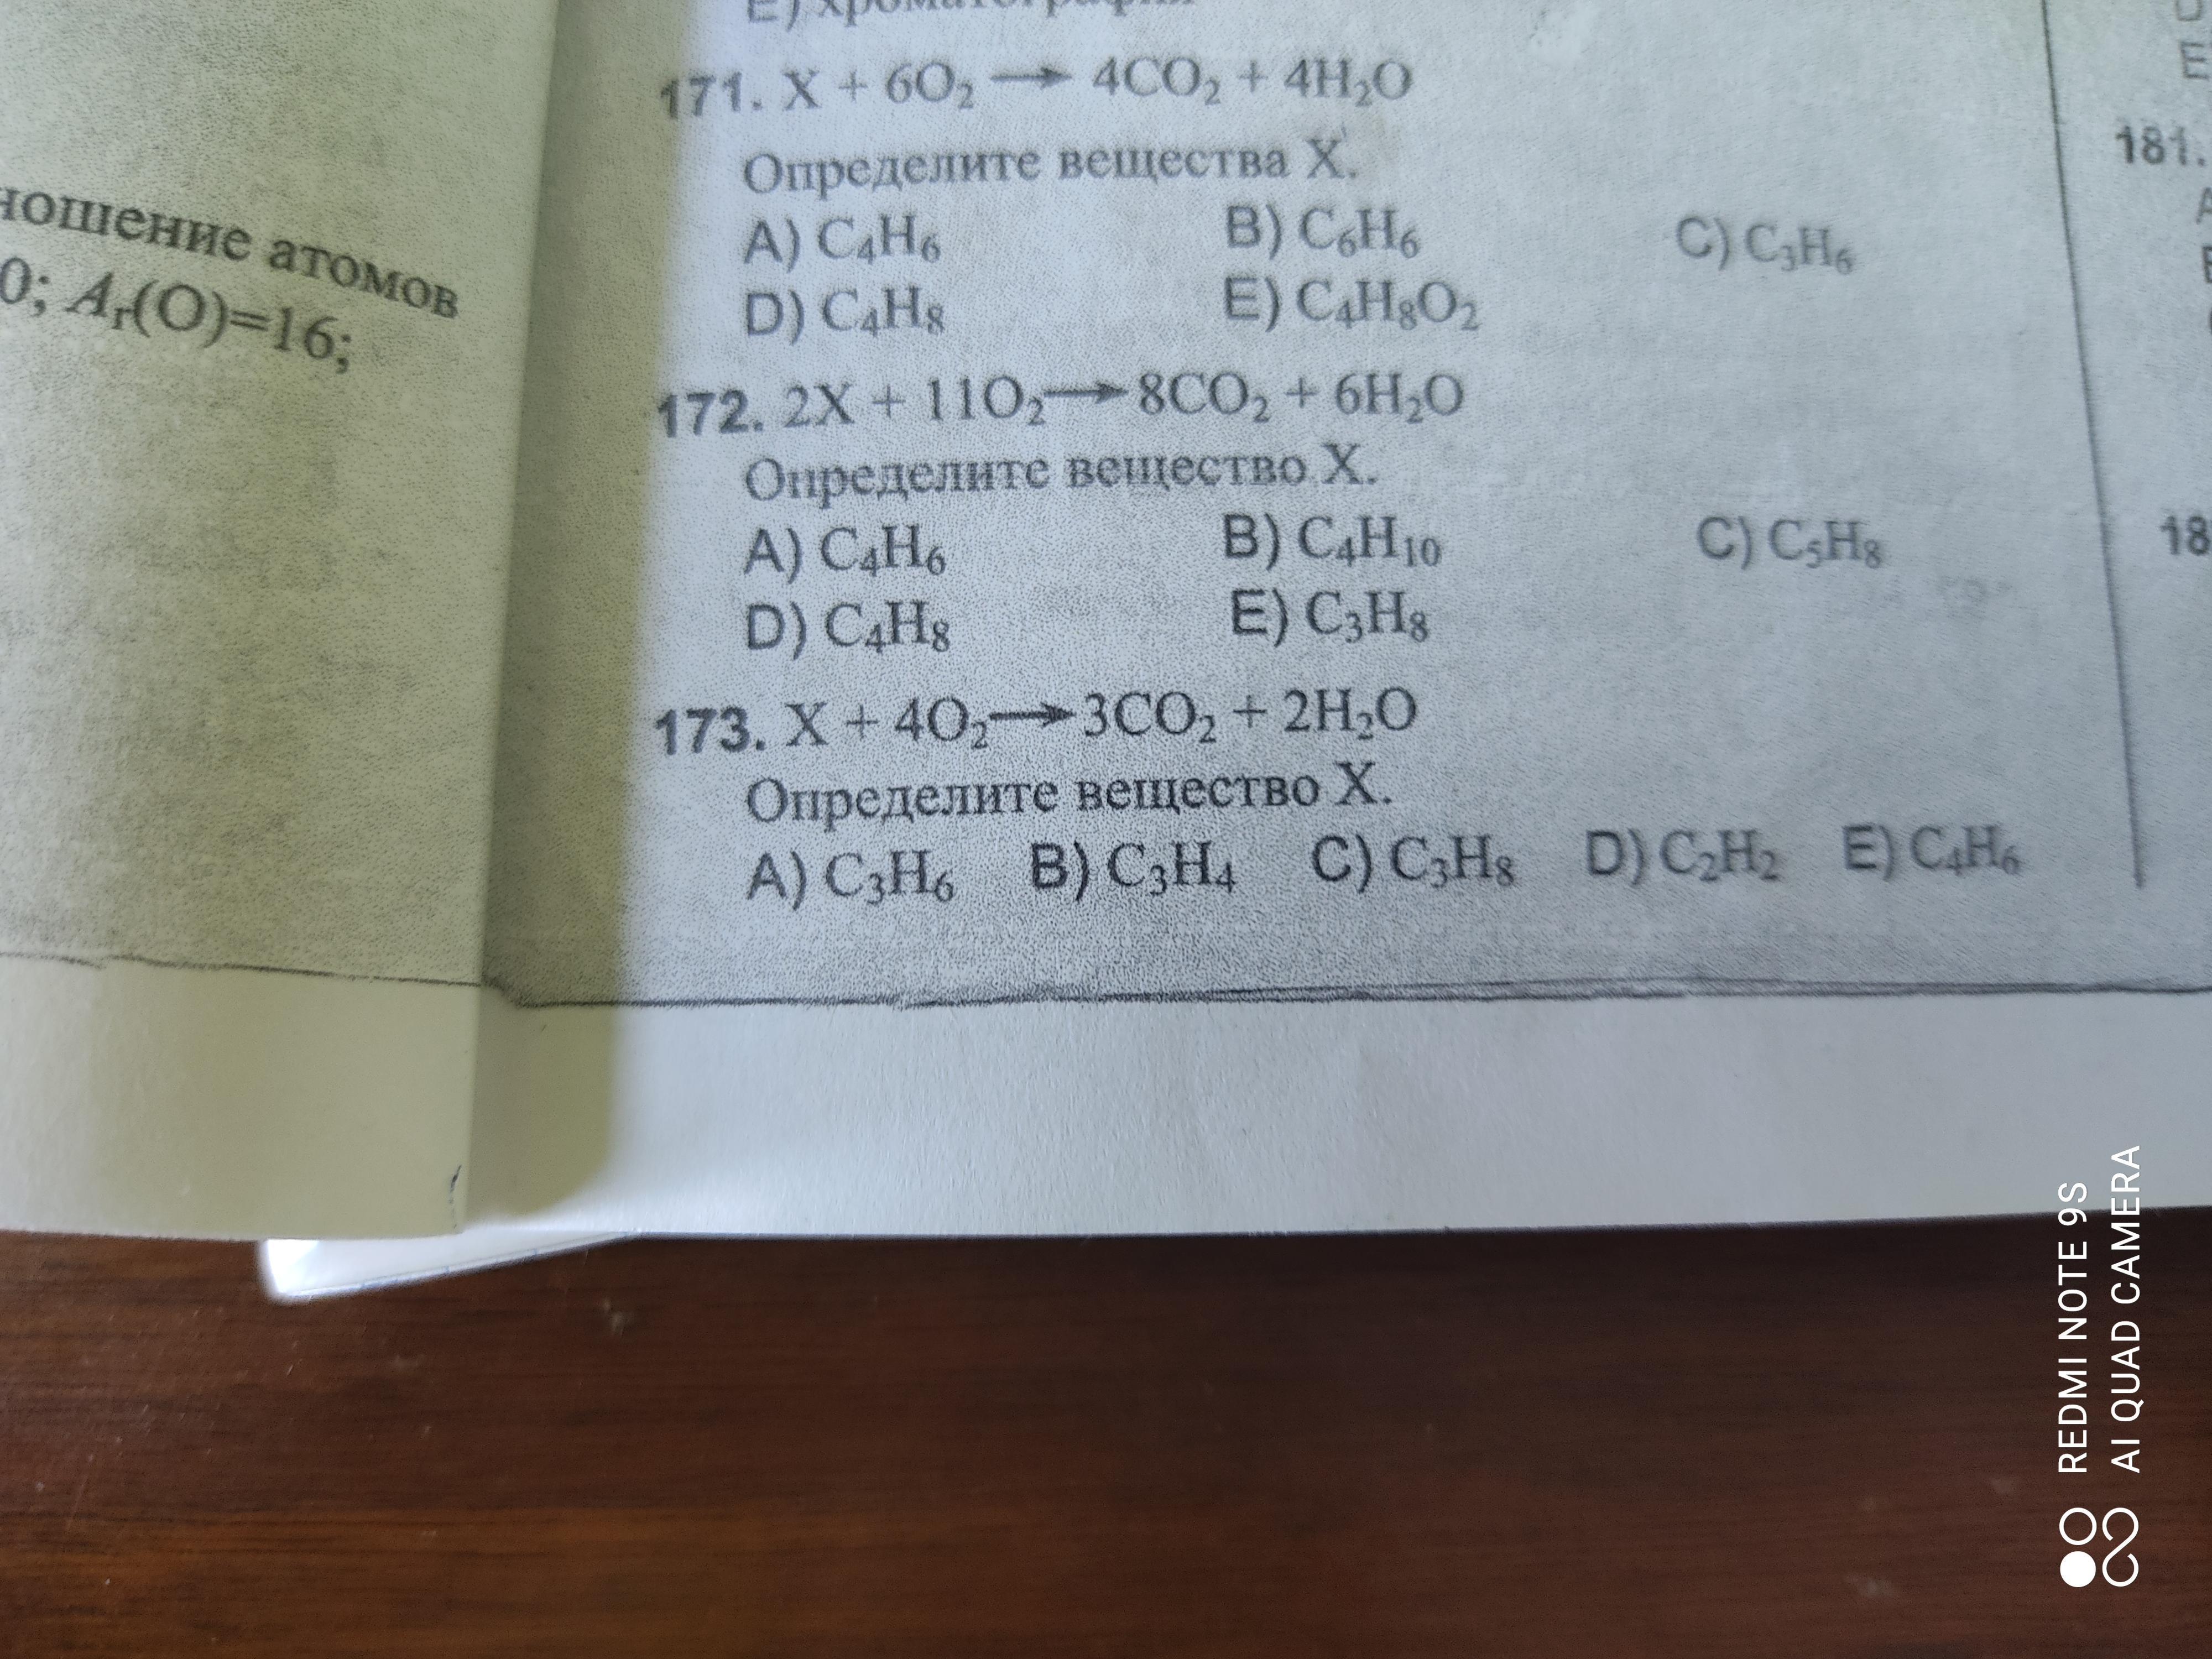 ношение атомов
0; Aᵣ(O)=16;
E) хроматография
171. X + 6O₂ → 4CO₂ + 4H₂O
Определите вещества X.
A) C₄H₆ B) C₆H₆ C) C₃H₆
D) C₄H₈ E) C₄H₈O₂
172. 2X + 11O₂ → 8CO₂ + 6H₂O
Определите вещество X.
A) C₄H₆ B) C₄H₁₀ C) C₅H₈
D) C₄H₈ E) C₃H₈
173. X + 4O₂ → 3CO₂ + 2H₂O
Определите вещество X.
A) C₃H₆ B) C₃H₄ C) C₃H₈ D) C₂H₂ E) C₄H₆
E
181.
18
REDMI NOTE 9S
AI QUAD CAMERA